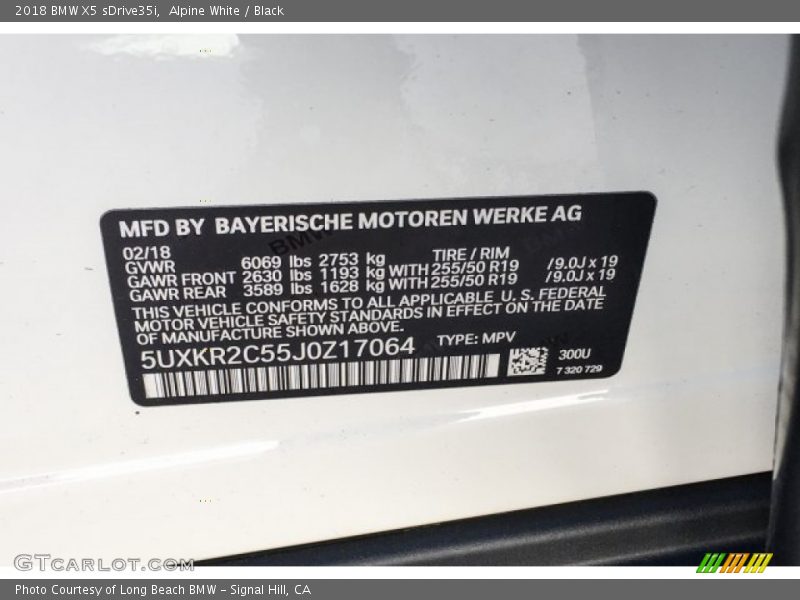 2018 BMW X5 sDrive35i, Alpine White / Black
MFD BY BAYERISCHE MOTOREN WERKE AG
02/18 TIRE / RIM
GVWR 6069 lbs 2753 kg
GAWR FRONT 2630 lbs 1193 kg WITH 255/50 R19 /9.0J x 19
GAWR REAR 3589 lbs 1628 kg WITH 255/50 R19 /9.0J x 19
THIS VEHICLE CONFORMS TO ALL APPLICABLE U. S. FEDERAL
MOTOR VEHICLE SAFETY STANDARDS IN EFFECT ON THE DATE
OF MANUFACTURE SHOWN ABOVE.
5UXKR2C55J0Z17064 TYPE: MPV
300U
7 320 729
GTcarlot.com
Photo Courtesy of Long Beach BMW - Signal Hill, CA